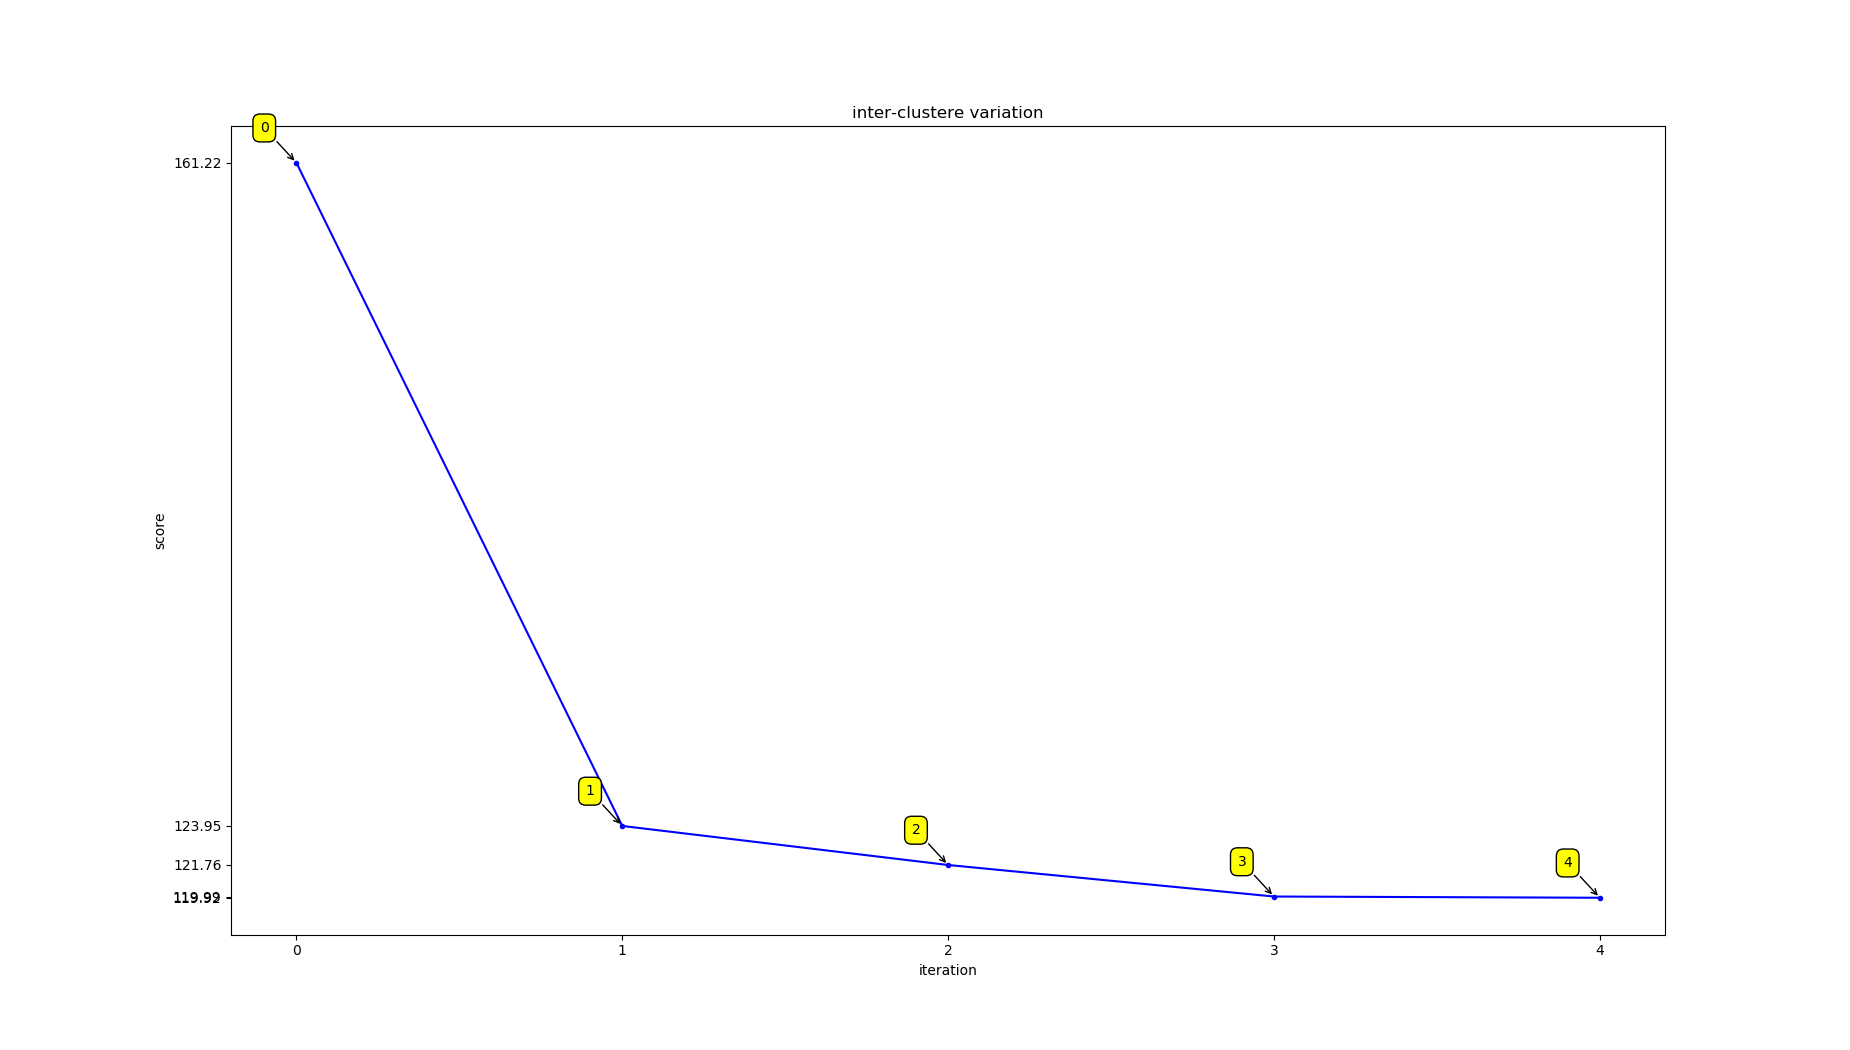 inter-clustere variation
0
161.22
score
1
123.95
2
121.76
3
4
0 1 2 3 4
iteration